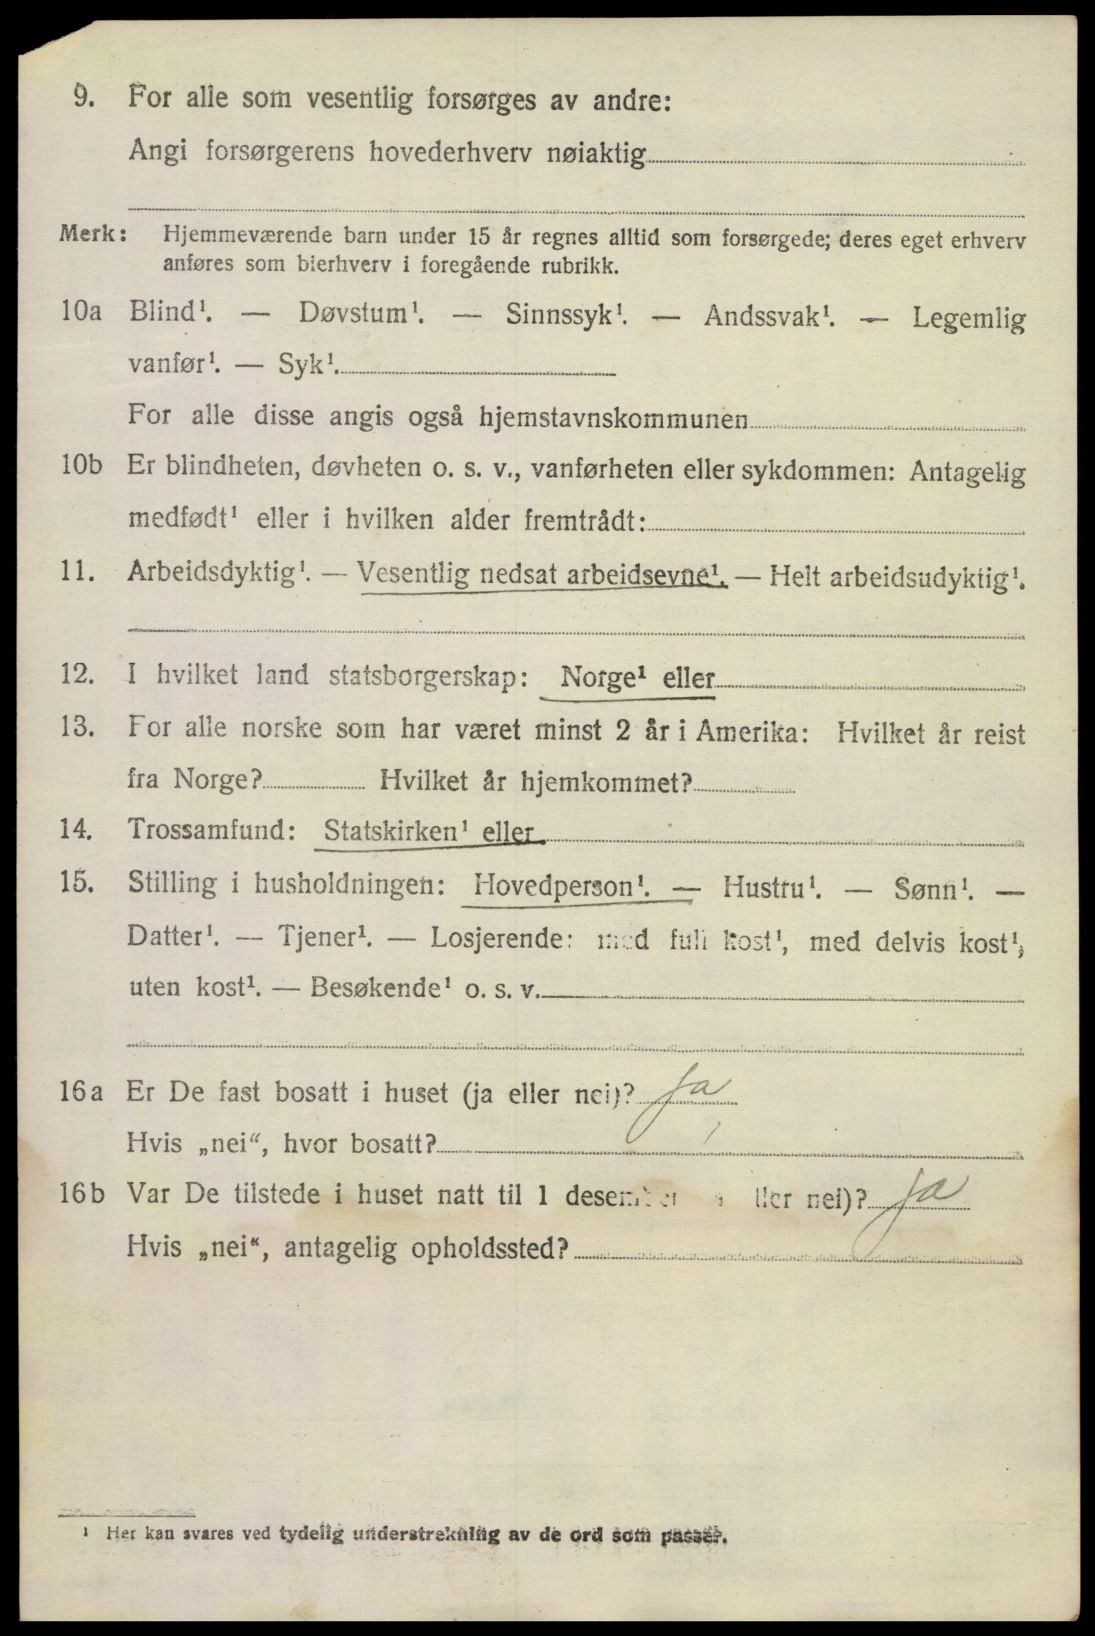 9. For alle som vesentlig forsørges av andre:
Angi forsørgerens hovederhverv nøiaktig
Merk: Hjemmeværende barn under 15 år regnes alltid som forsørgede; deres eget erhverv
anføres som bierhverv i foregående rubrikk.
10a Blind¹. — Døvstum¹. — Sinnssyk¹. — Andssvak¹. — Legemlig
vanfør¹. — Syk¹.
For alle disse angis også hjemstavnskommunen
10b Er blindheten, døvheten o. s. v., vanførheten eller sykdommen: Antagelig
medfødt¹ eller i hvilken alder fremtrådt:
11. Arbeidsdyktig¹. — Vesentlig nedsat arbeidsevne¹. — Helt arbeidsudyktig¹.
12. I hvilket land statsborgerskap: Norge¹ eller
13. For alle norske som har været minst 2 år i Amerika: Hvilket år reist
fra Norge? Hvilket år hjemkommet?
14. Trossamfund: Statskirken¹ eller
15. Stilling i husholdningen: Hovedperson¹. — Hustru¹. — Sønn¹. —
Datter¹. — Tjener¹. — Losjerende: med full kost¹, med delvis kost¹,
uten kost¹. — Besøkende¹ o. s. v.
16a Er De fast bosatt i huset (ja eller nei)? ja
Hvis „nei“, hvor bosatt?
16b Var De tilstede i huset natt til 1 desember eller nei)? ja
Hvis „nei“, antagelig opholdssted?
¹ Her kan svares ved tydelig understrekning av de ord som passer.